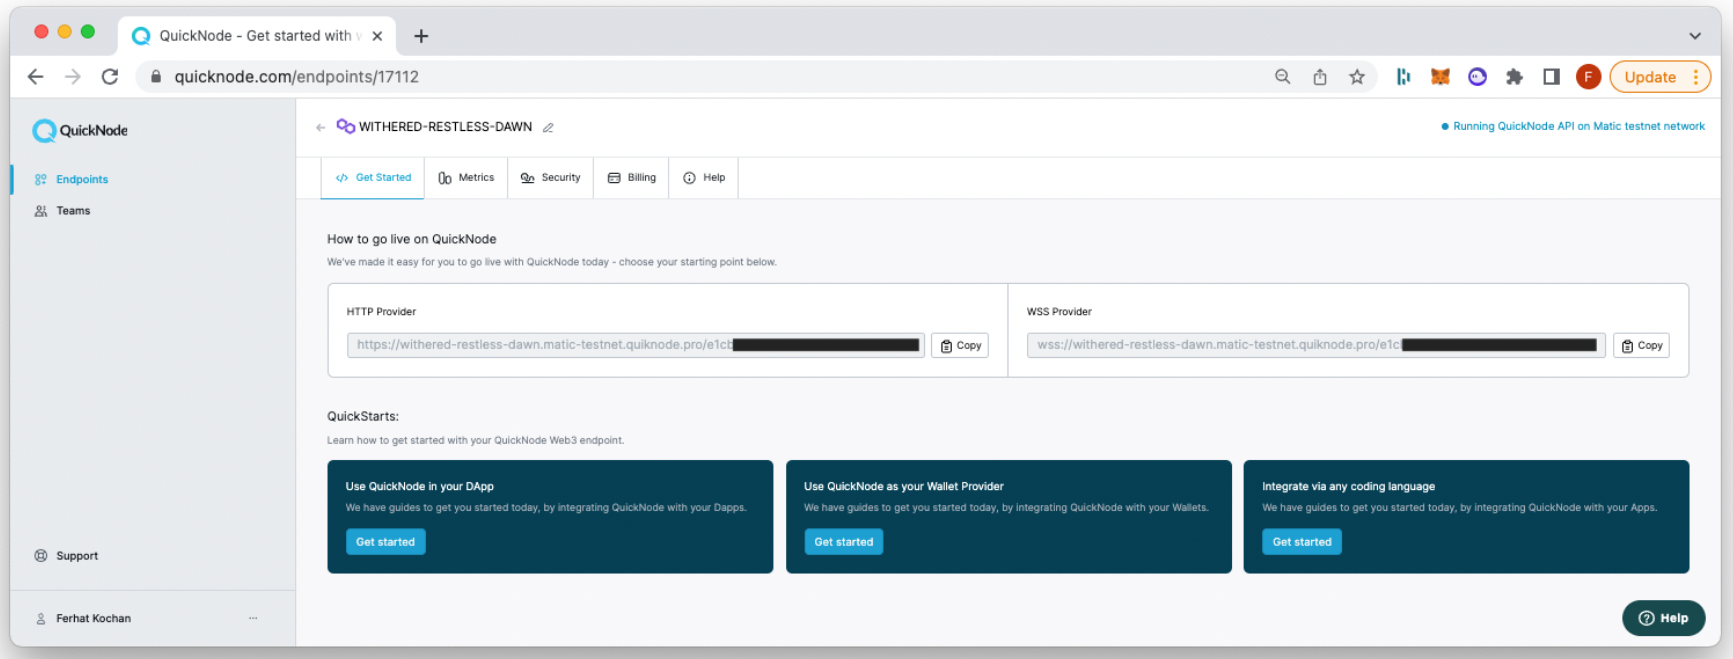 QuickNode - Get started with
quicknode.com/endpoints/17112
F
Update
QuickNode
WITHERED-RESTLESS-DAWN
Running QuickNode API on Matic testnet network
Endpoints
Teams
</> Get Started
Metrics
Security
Billing
Help
How to go live on QuickNode
We've made it easy for you to go live with QuickNode today - choose your starting point below.
HTTP Provider
https://withered-restless-dawn.matic-testnet.quiknode.pro/e1cb
Copy
WSS Provider
wss://withered-restless-dawn.matic-testnet.quiknode.pro/e1c
Copy
QuickStarts:
Learn how to get started with your QuickNode Web3 endpoint.
Use QuickNode in your DApp
We have guides to get you started today, by integrating QuickNode with your Dapps.
Get started
Use QuickNode as your Wallet Provider
We have guides to get you started today, by integrating QuickNode with your Wallets.
Get started
Integrate via any coding language
We have guides to get you started today, by integrating QuickNode with your Apps.
Get started
Support
Ferhat Kochan
...
Help